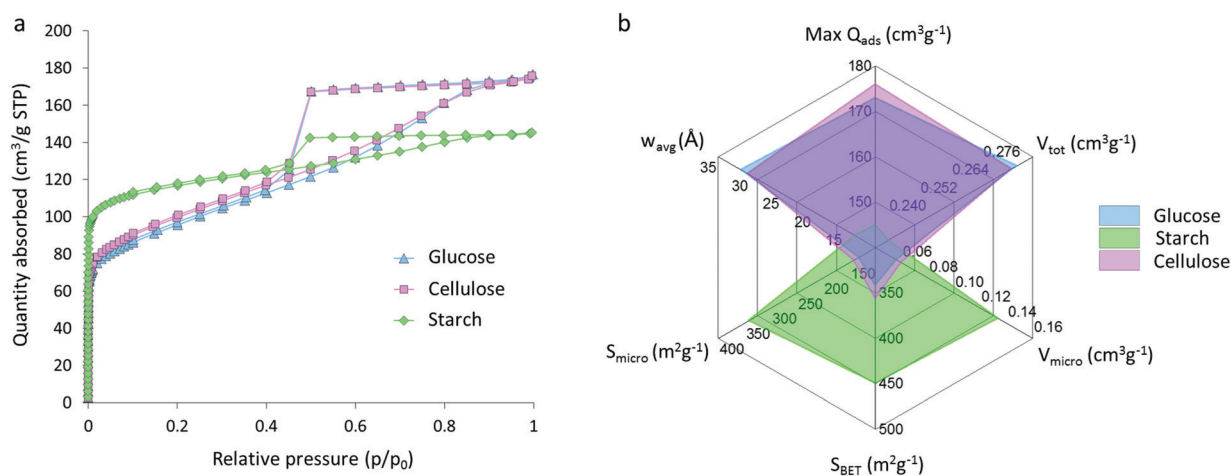 a
200
180
160
140
120
100
80
60
40
20
0
Quantity absorbed (cm³/g STP)
0
0.2
0.4
0.6
0.8
1
Relative pressure (p/p₀)
Glucose
Cellulose
Starch
b
Max Qₐdₛ (cm³g⁻¹)
180
170
160
150
Vₜₒₜ (cm³g⁻¹)
0.276
0.264
0.252
0.240
Vmicro (cm³g⁻¹)
0.06
0.08
0.10
0.12
0.14
0.16
SBET (m²g⁻¹)
350
400
450
500
Smicro (m²g⁻¹)
150
200
250
300
350
400
wavg (Å)
35
30
25
20
15
Glucose
Starch
Cellulose